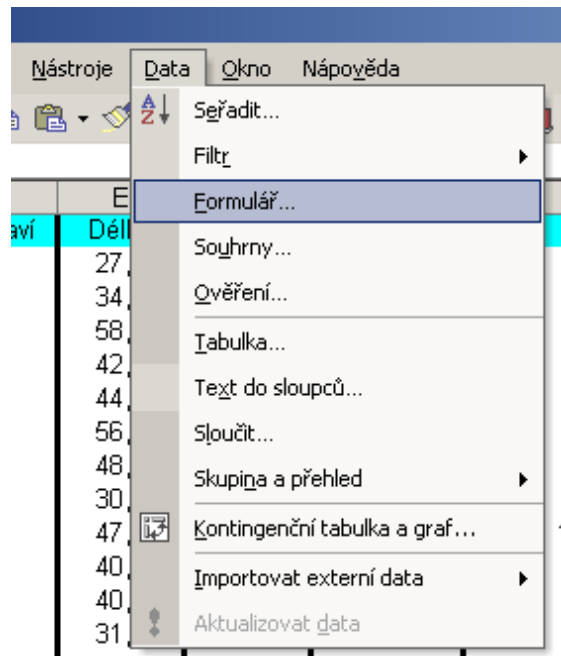 Nástroje Data Okno Nápověda
Seřadit...
Filtr
E
Formulář...
aví Déll
Souhrny...
27,
34,
Ověření...
58,
Tabulka...
42,
44,
Text do sloupců...
56,
Sloučit...
48,
Skupina a přehled
30,
47,
Kontingenční tabulka a graf...
40,
Importovat externí data
40,
31,
Aktualizovat data